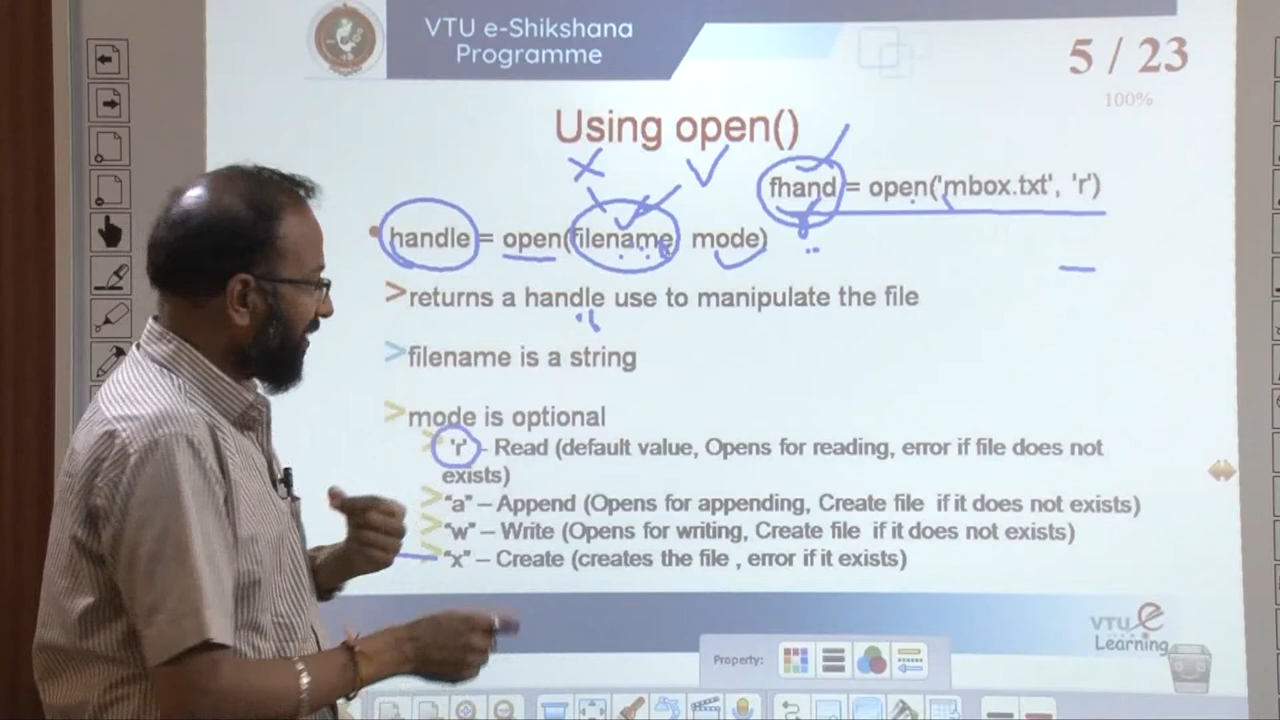 VTU e-Shikshana
Programme
5 / 23
100%
Using open()
fhand = open('mbox.txt', 'r')
handle = open(filename, mode)
>returns a handle use to manipulate the file
>filename is a string
>mode is optional
> 'r' - Read (default value, Opens for reading, error if file does not
exists)
> “a” – Append (Opens for appending, Create file if it does not exists)
> “w” – Write (Opens for writing, Create file if it does not exists)
“x” – Create (creates the file , error if it exists)
VTU e
Learning
Property: